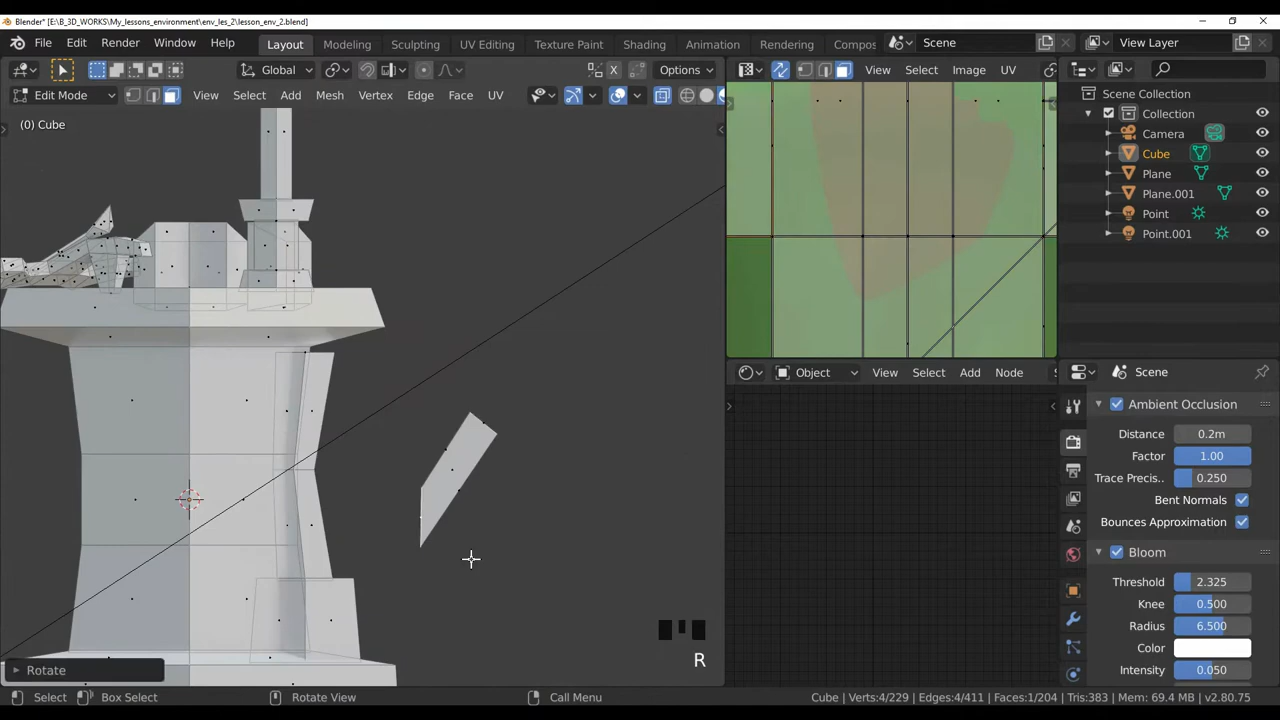 Blender* [E:\B_3D_WORKS\My_lessons_environment\env_les_2\lesson_env_2.blend]
File Edit Render Window Help Layout Modeling Sculpting UV Editing Texture Paint Shading Animation Rendering Compos Scene View Layer
Global Options View Select Image UV
Edit Mode View Select Add Mesh Vertex Edge Face UV
(0) Cube
Scene Collection
Collection
Camera
Cube
Plane
Plane.001
Point
Point.001
Object View Select Add Node Scene
Ambient Occlusion
Distance 0.2m
Factor 1.00
Trace Precis.. 0.250
Bent Normals
Bounces Approximation
Bloom
Threshold 2.325
Knee 0.500
Radius 6.500
Color
Intensity 0.050
R
Rotate
Select Box Select Rotate View Call Menu Cube | Verts:4/229 | Edges:4/411 | Faces:1/204 | Tris:383 | Mem: 69.4 MB | v2.80.75